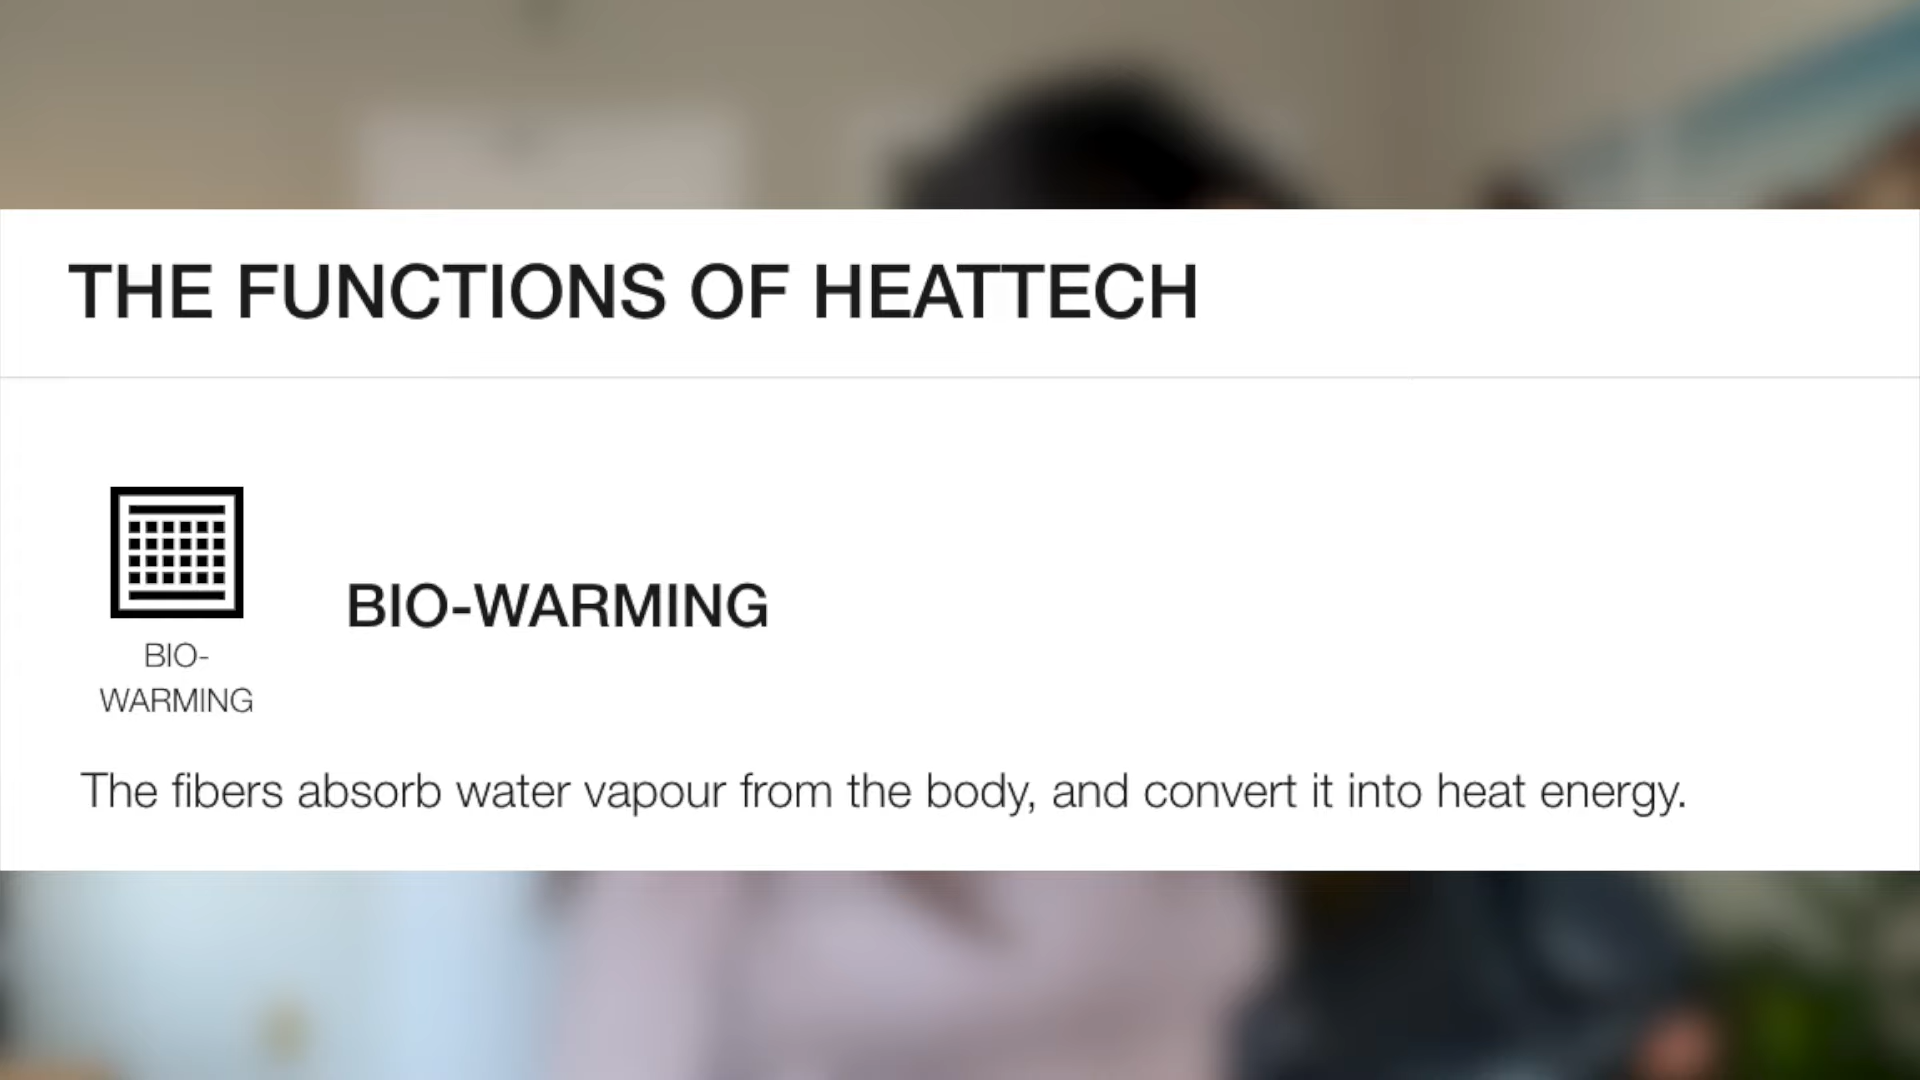 THE FUNCTIONS OF HEATTECH
BIO-
WARMING
BIO-WARMING
The fibers absorb water vapour from the body, and convert it into heat energy.